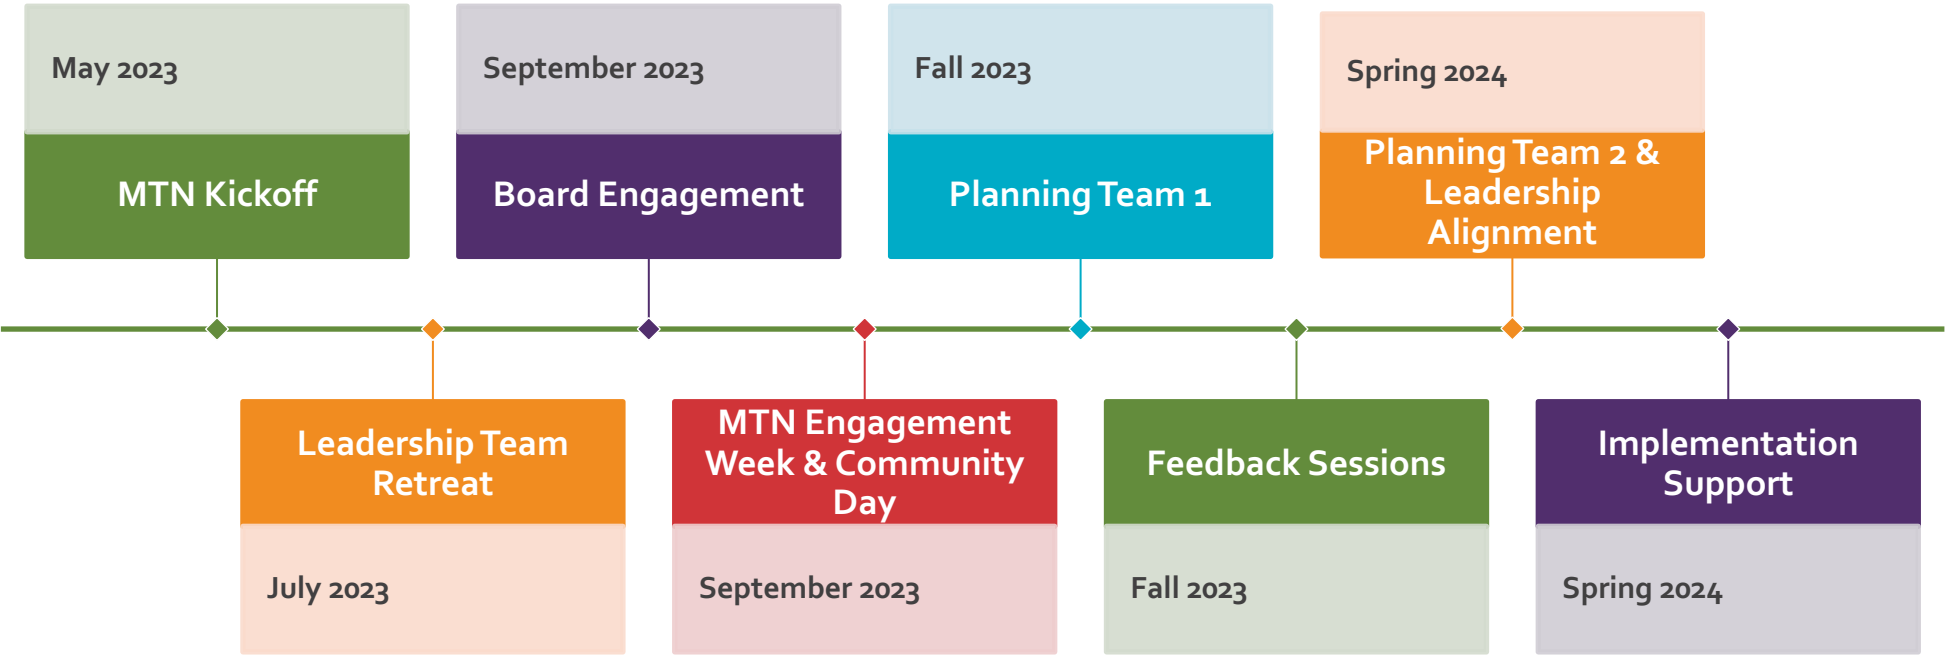 May 2023
MTN Kickoff
September 2023
Board Engagement
Fall 2023
Planning Team 1
Spring 2024
Planning Team 2 &
Leadership
Alignment
Leadership Team
Retreat
July 2023
MTN Engagement
Week & Community
Day
September 2023
Feedback Sessions
Fall 2023
Implementation
Support
Spring 2024